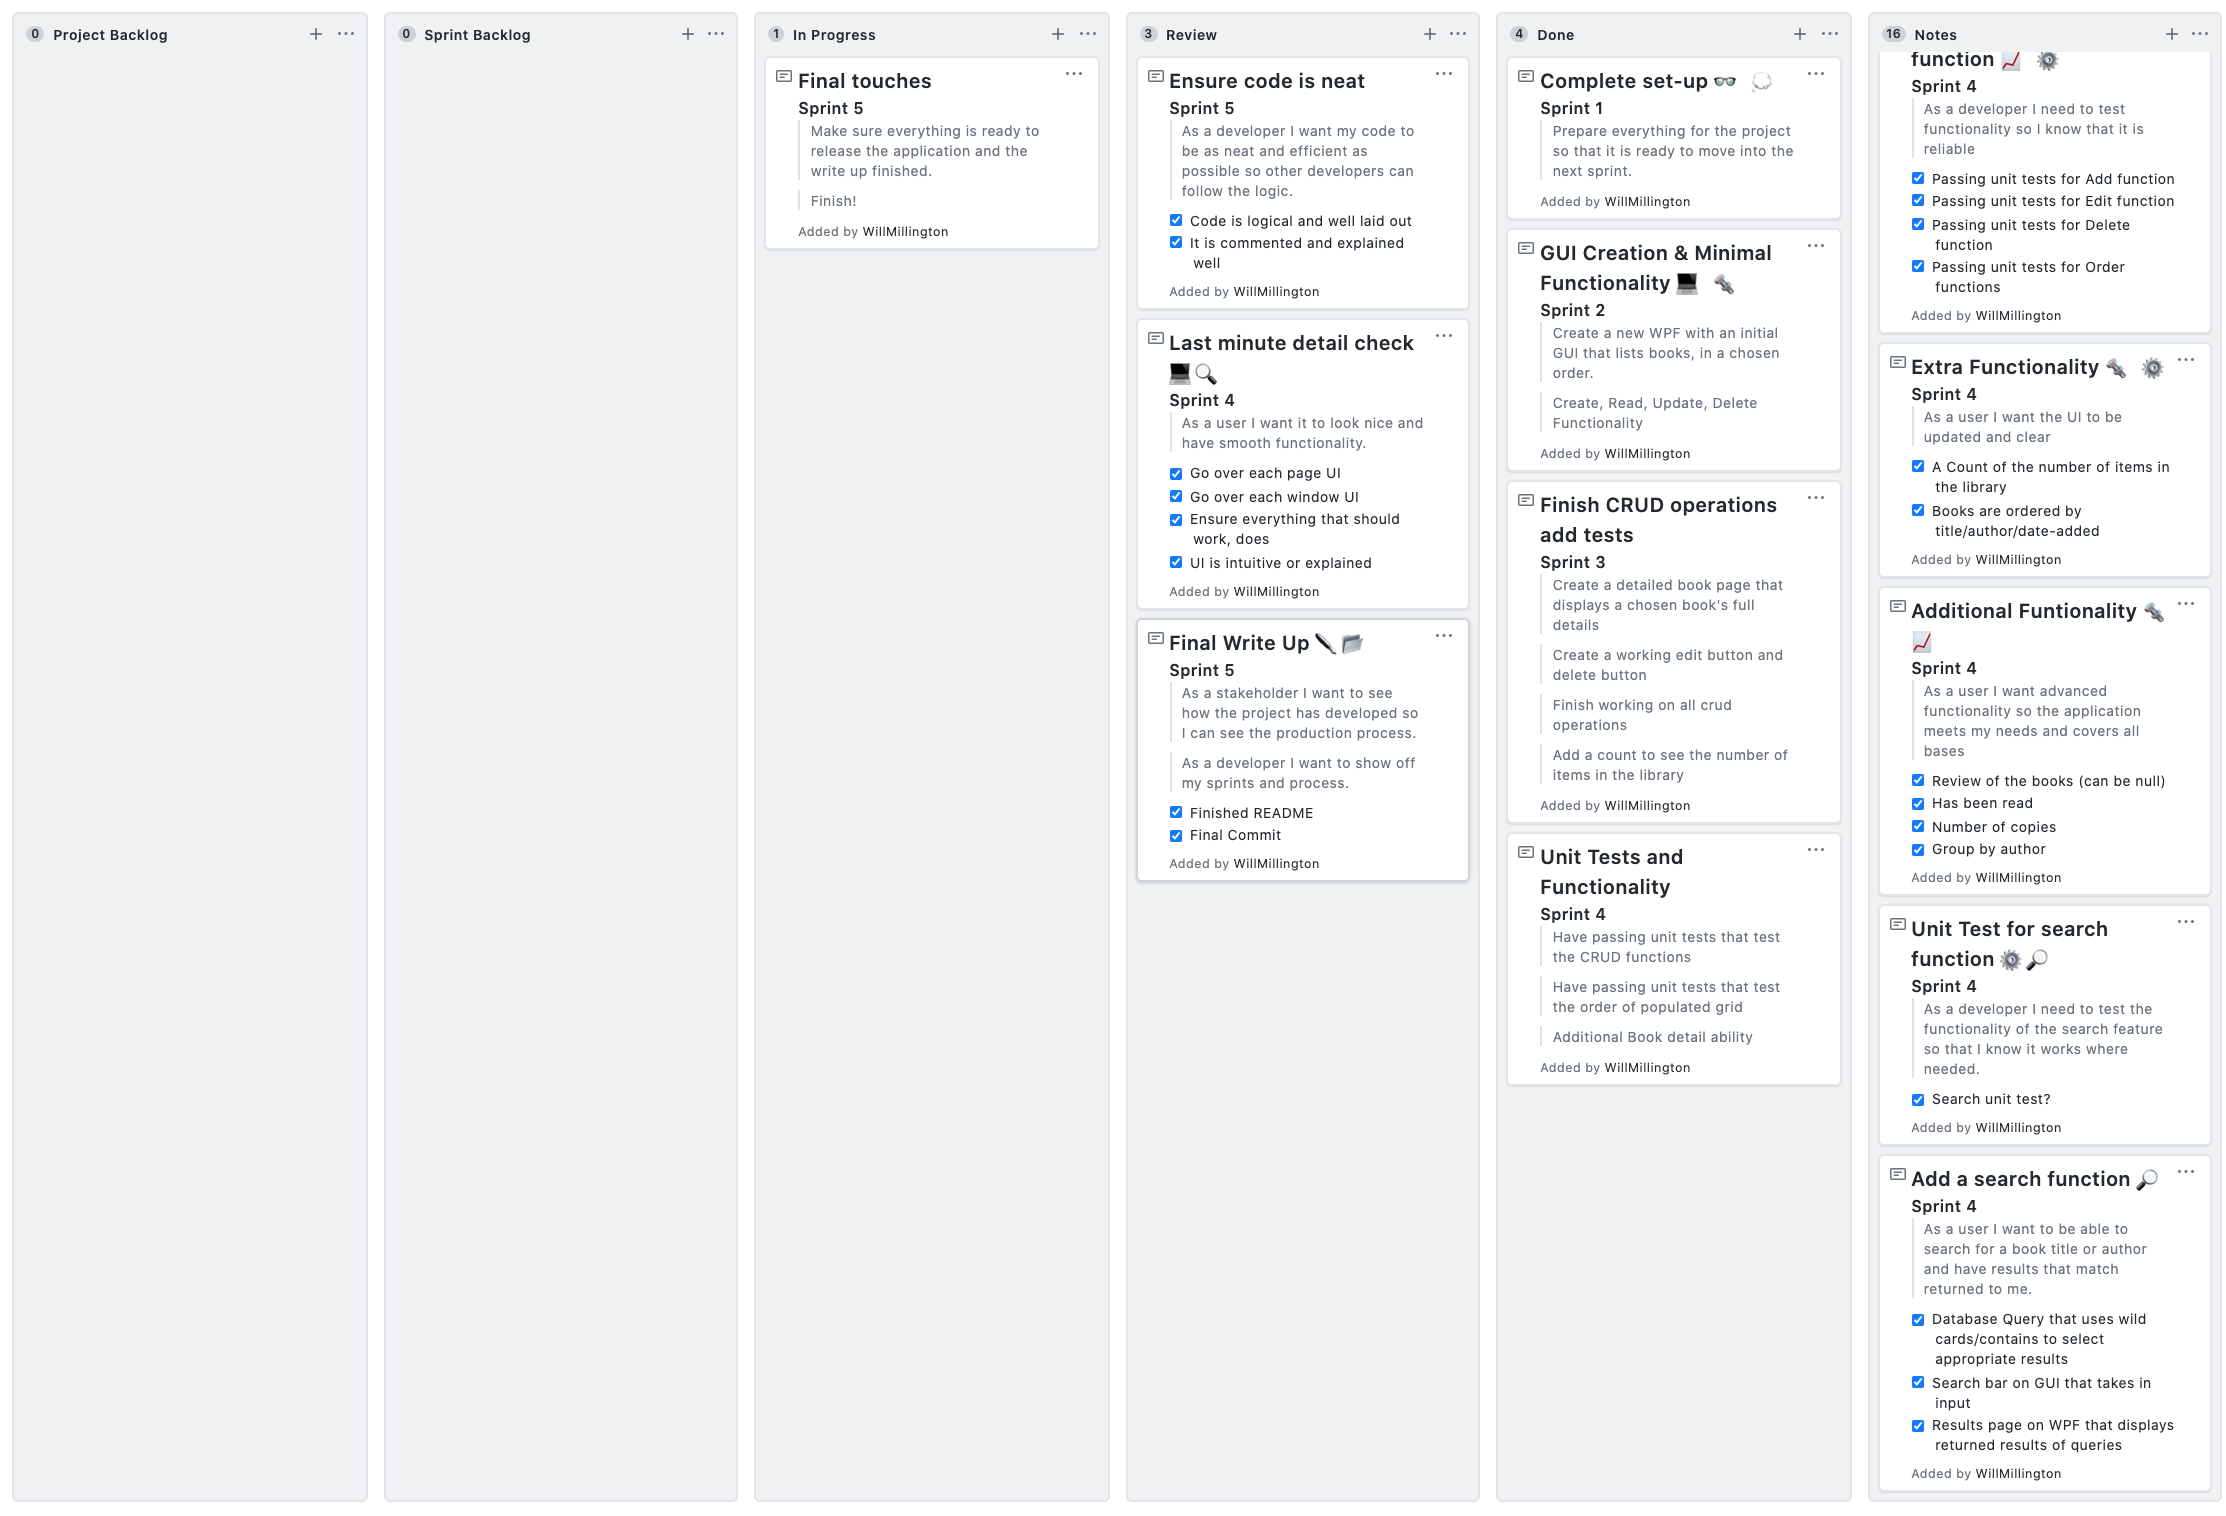 0 Project Backlog
0 Sprint Backlog
1 In Progress
Final touches
Sprint 5
Make sure everything is ready to
release the application and the
write up finished.
Finish!
Added by WillMillington
3 Review
Ensure code is neat
Sprint 5
As a developer I want my code to
be as neat and efficient as
possible so other developers can
follow the logic.
Code is logical and well laid out
It is commented and explained
well
Added by WillMillington
Last minute detail check
Sprint 4
As a user I want it to look nice and
have smooth functionality.
Go over each page UI
Go over each window UI
Ensure everything that should
work, does
UI is intuitive or explained
Added by WillMillington
Final Write Up
Sprint 5
As a stakeholder I want to see
how the project has developed so
I can see the production process.
As a developer I want to show off
my sprints and process.
Finished README
Final Commit
Added by WillMillington
4 Done
Complete set-up
Sprint 1
Prepare everything for the project
so that it is ready to move into the
next sprint.
Added by WillMillington
GUI Creation & Minimal
Functionality
Sprint 2
Create a new WPF with an initial
GUI that lists books, in a chosen
order.
Create, Read, Update, Delete
Functionality
Added by WillMillington
Finish CRUD operations
add tests
Sprint 3
Create a detailed book page that
displays a chosen book's full
details
Create a working edit button and
delete button
Finish working on all crud
operations
Add a count to see the number of
items in the library
Added by WillMillington
Unit Tests and
Functionality
Sprint 4
Have passing unit tests that test
the CRUD functions
Have passing unit tests that test
the order of populated grid
Additional Book detail ability
Added by WillMillington
16 Notes
function
Sprint 4
As a developer I need to test
functionality so I know that it is
reliable
Passing unit tests for Add function
Passing unit tests for Edit function
Passing unit tests for Delete
function
Passing unit tests for Order
functions
Added by WillMillington
Extra Functionality
Sprint 4
As a user I want the UI to be
updated and clear
A Count of the number of items in
the library
Books are ordered by
title/author/date-added
Added by WillMillington
Additional Funtionality
Sprint 4
As a user I want advanced
functionality so the application
meets my needs and covers all
bases
Review of the books (can be null)
Has been read
Number of copies
Group by author
Added by WillMillington
Unit Test for search
function
Sprint 4
As a developer I need to test the
functionality of the search feature
so that I know it works where
needed.
Search unit test?
Added by WillMillington
Add a search function
Sprint 4
As a user I want to be able to
search for a book title or author
and have results that match
returned to me.
Database Query that uses wild
cards/contains to select
appropriate results
Search bar on GUI that takes in
input
Results page on WPF that displays
returned results of queries
Added by WillMillington